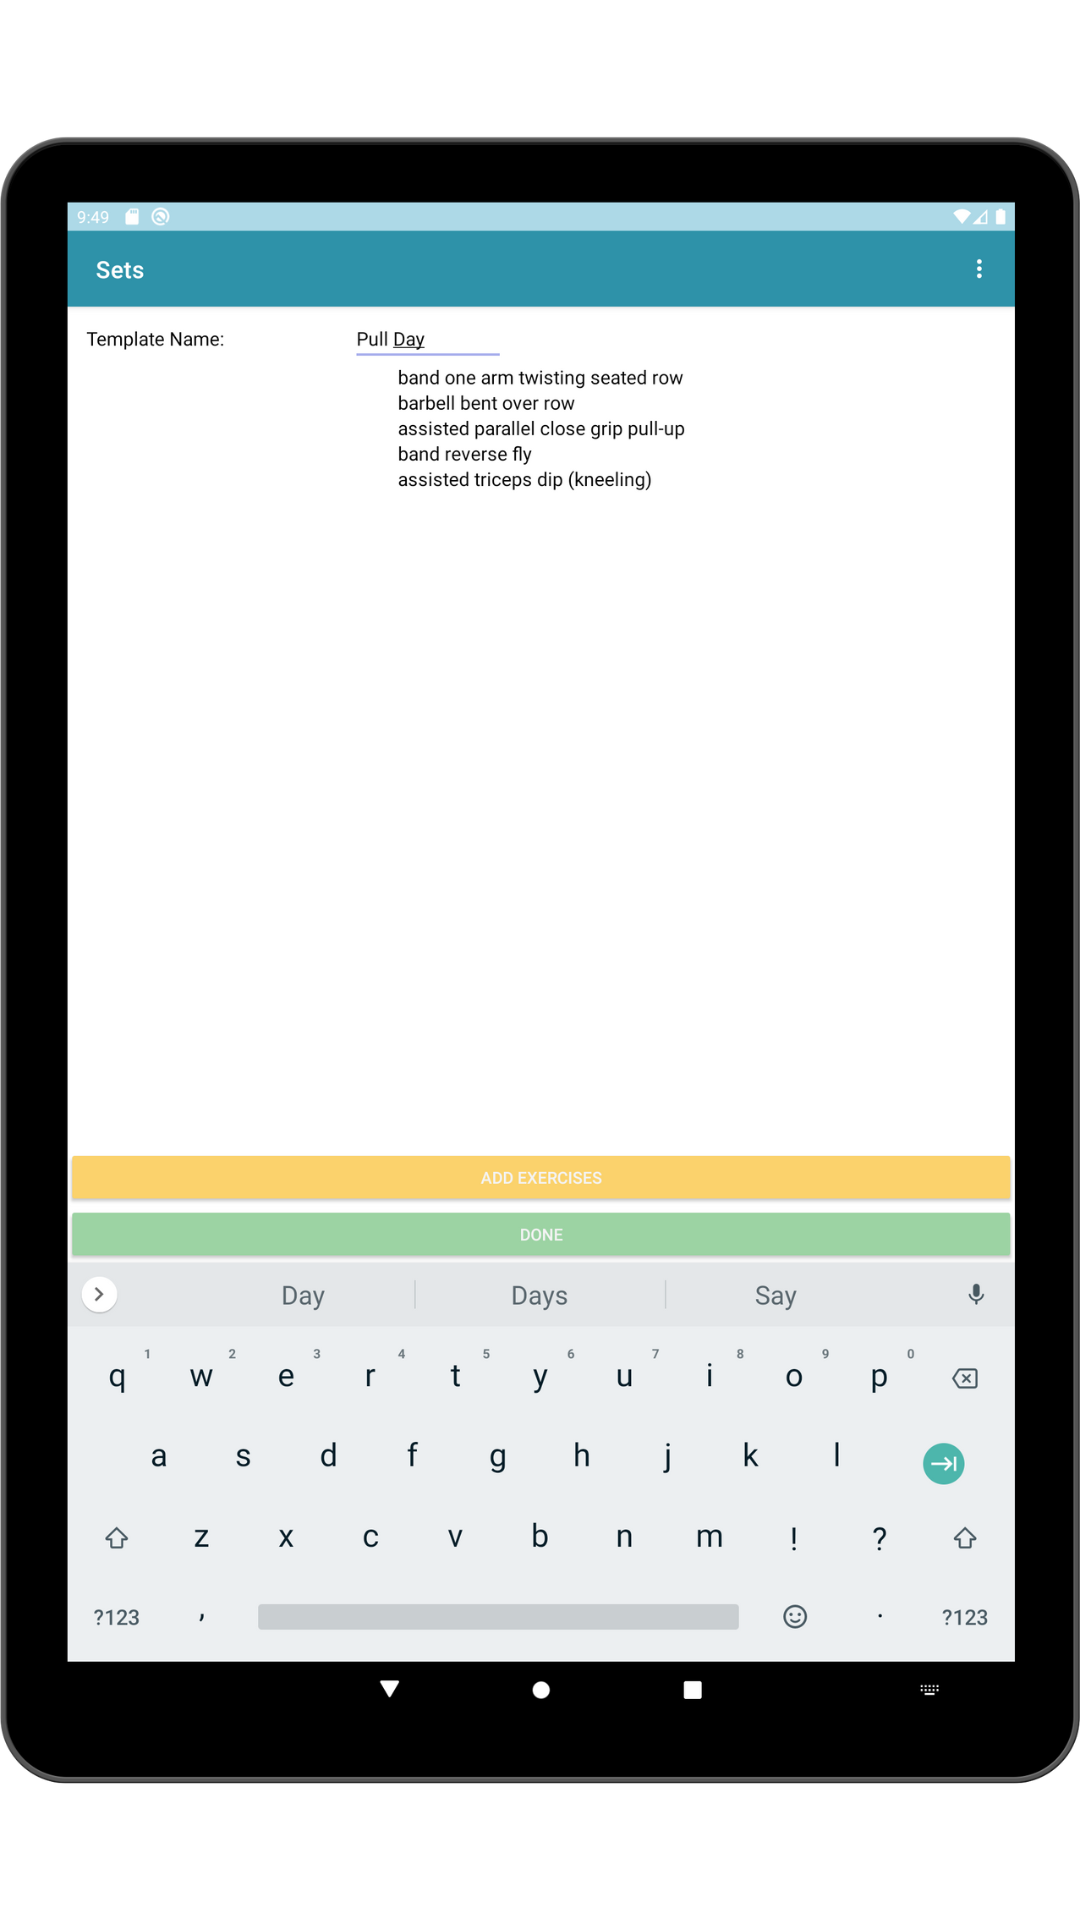 9:49
Sets
Template Name: Pull Day
band one arm twisting seated row
barbell bent over row
assisted parallel close grip pull-up
band reverse fly
assisted triceps dip (kneeling)
ADD EXERCISES
DONE
Day Days Say
q 1 w 2 e 3 r 4 t 5 y 6 u 7 i 8 o 9 p 0
a s d f g h j k l
z x c v b n m ! ?
?123 , . ?123